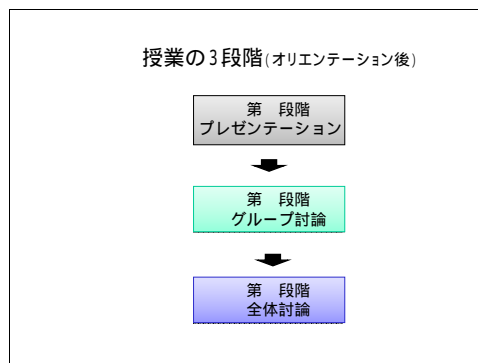 授業の3段階(オリエンテーション後)
第　段階
プレゼンテーション
第　段階
グループ討論
第　段階
全体討論